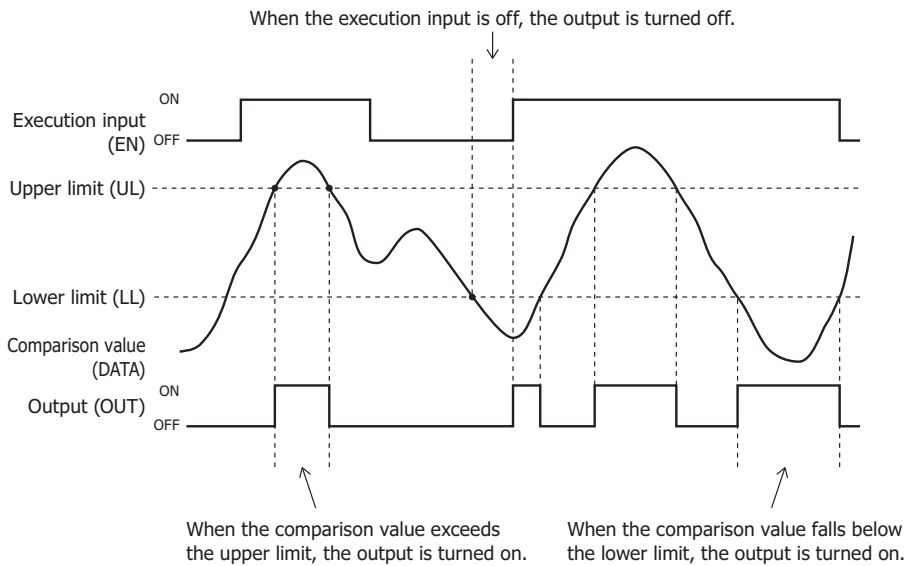 When the execution input is off, the output is turned off.
ON
Execution input
(EN)
OFF
Upper limit (UL)
Lower limit (LL)
Comparison value
(DATA)
ON
Output (OUT)
OFF
When the comparison value exceeds
the upper limit, the output is turned on.
When the comparison value falls below
the lower limit, the output is turned on.